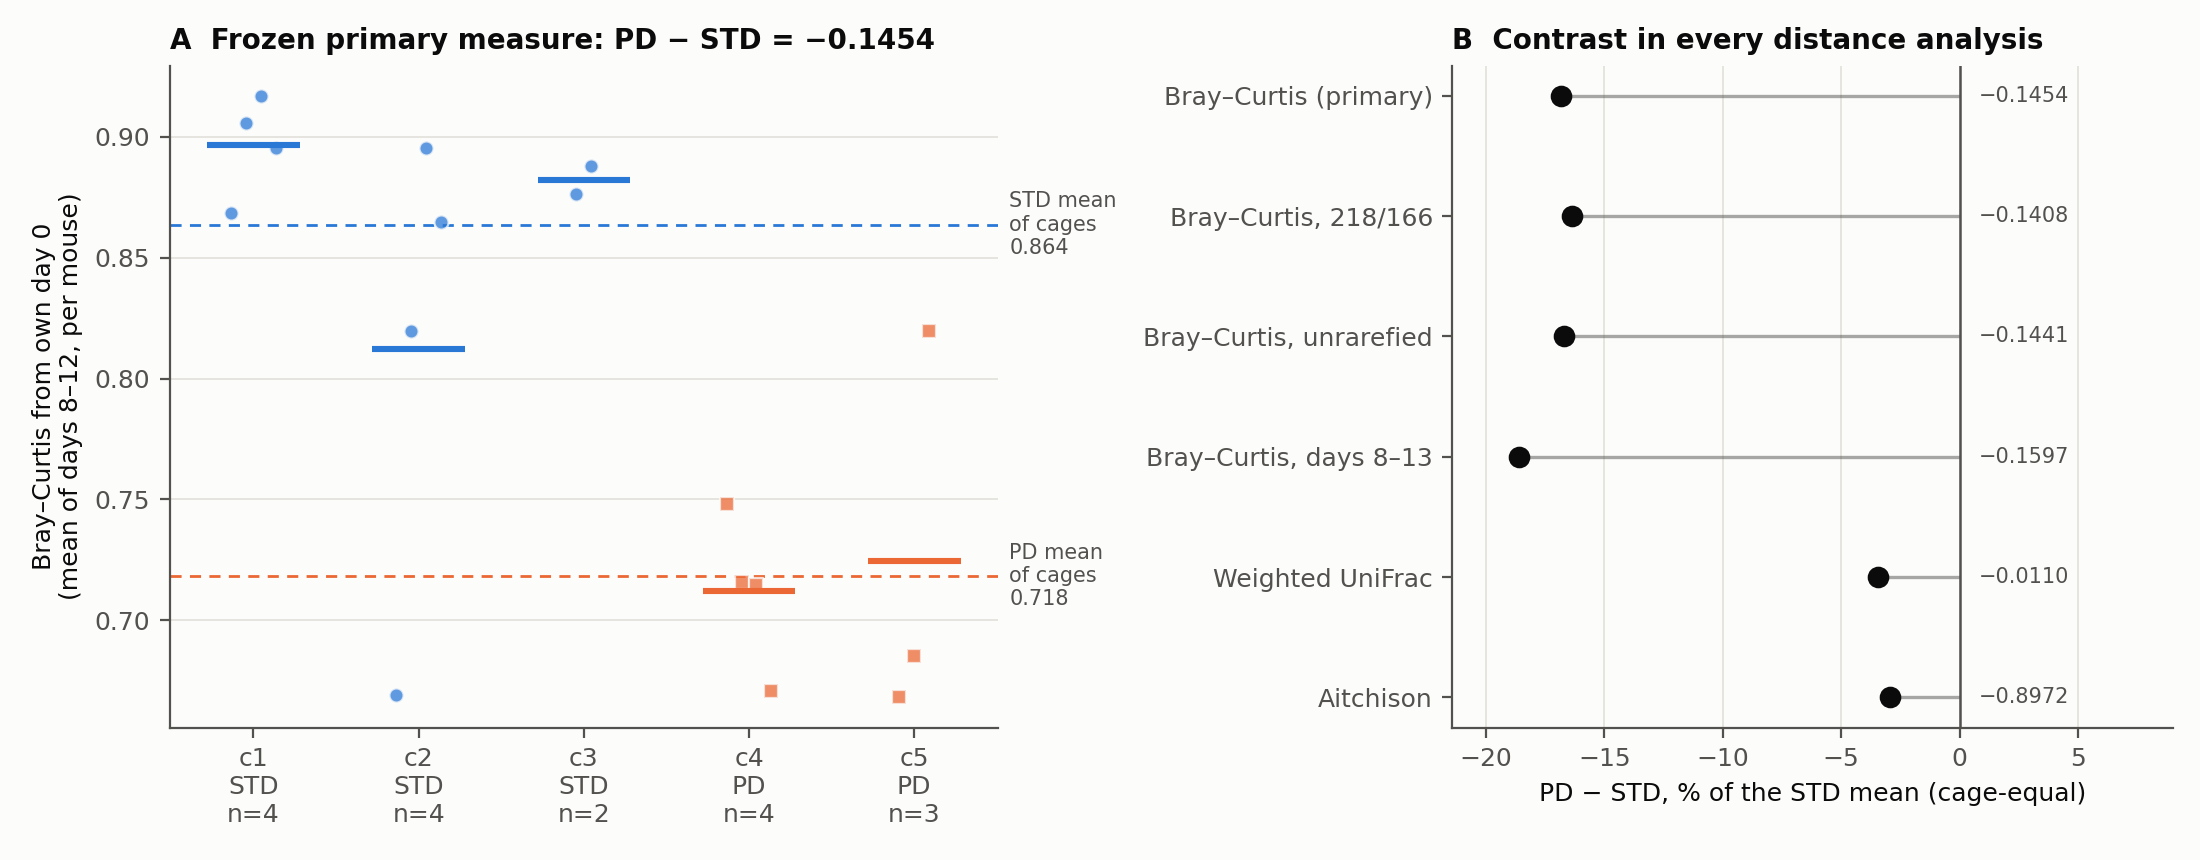 A Frozen primary measure: PD − STD = −0.1454
Bray–Curtis from own day 0
(mean of days 8–12, per mouse)
0.90
0.85
0.80
0.75
0.70
STD mean
of cages
0.864
PD mean
of cages
0.718
c1
STD
n=4
c2
STD
n=4
c3
STD
n=2
c4
PD
n=4
c5
PD
n=3
B Contrast in every distance analysis
Bray–Curtis (primary)
−0.1454
Bray–Curtis, 218/166
−0.1408
Bray–Curtis, unrarefied
−0.1441
Bray–Curtis, days 8–13
−0.1597
Weighted UniFrac
−0.0110
Aitchison
−0.8972
−20
−15
−10
−5
0
5
PD − STD, % of the STD mean (cage-equal)